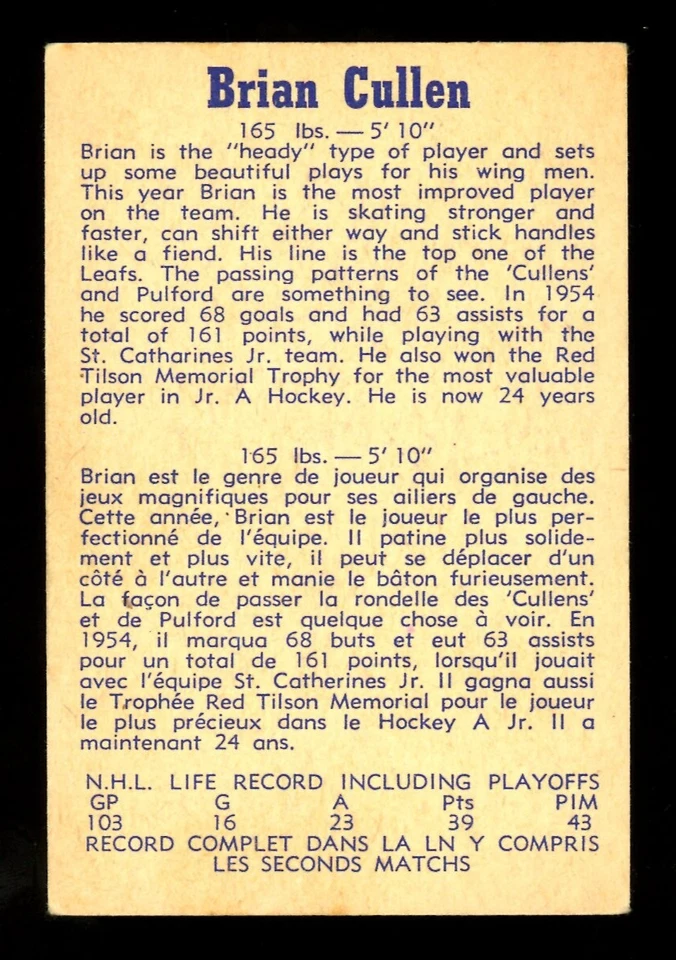 Brian Cullen
165 lbs. — 5' 10"
Brian is the "heady" type of player and sets
up some beautiful plays for his wing men.
This year Brian is the most improved player
on the team. He is skating stronger and
faster, can shift either way and stick handles
like a fiend. His line is the top one of the
Leafs. The passing patterns of the 'Cullens'
and Pulford are something to see. In 1954
he scored 68 goals and had 63 assists for a
total of 161 points, while playing with the
St. Catharines Jr. team. He also won the Red
Tilson Memorial Trophy for the most valuable
player in Jr. A Hockey. He is now 24 years
old.
165 lbs. — 5' 10"
Brian est le genre de joueur qui organise des
jeux magnifiques pour ses ailiers de gauche.
Cette année, Brian est le joueur le plus per-
fectionné de l'équipe. Il patine plus solide-
ment et plus vite, il peut se déplacer d'un
côté à l'autre et manie le bâton furieusement.
La façon de passer la rondelle des 'Cullens'
et de Pulford est quelque chose à voir. En
1954, il marqua 68 buts et eut 63 assists
pour un total de 161 points, lorsqu'il jouait
avec l'équipe St. Catherines Jr. Il gagna aussi
le Trophée Red Tilson Memorial pour le joueur
le plus précieux dans le Hockey A Jr. Il a
maintenant 24 ans.
N.H.L. LIFE RECORD INCLUDING PLAYOFFS
GP G A Pts PIM
103 16 23 39 43
RECORD COMPLET DANS LA LN Y COMPRIS
LES SECONDS MATCHS